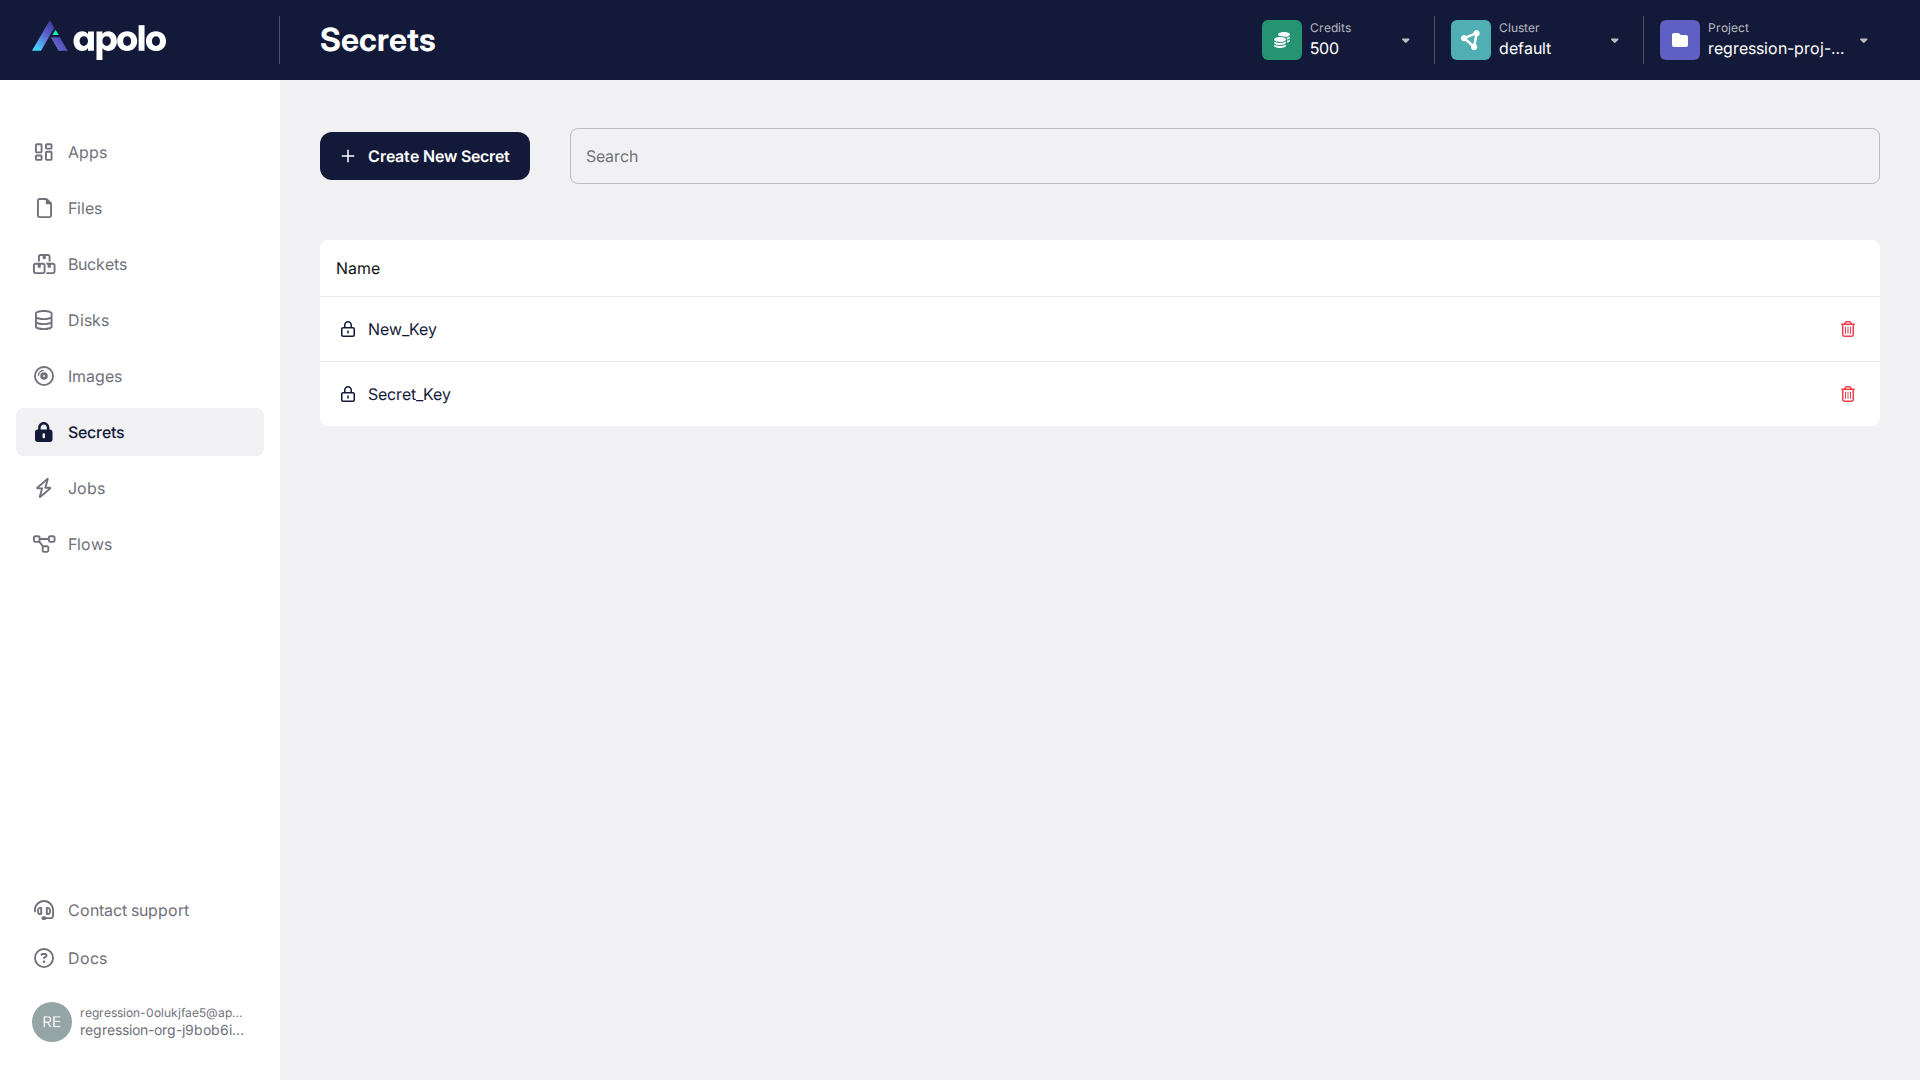 apolo
Secrets
Credits
500
Cluster
default
Project
regression-proj-...
Apps
Files
Buckets
Disks
Images
Secrets
Jobs
Flows
Create New Secret
Search
Name
New_Key
Secret_Key
Contact support
Docs
RE
regression-0olukjfae5@ap...
regression-org-j9bob6i...